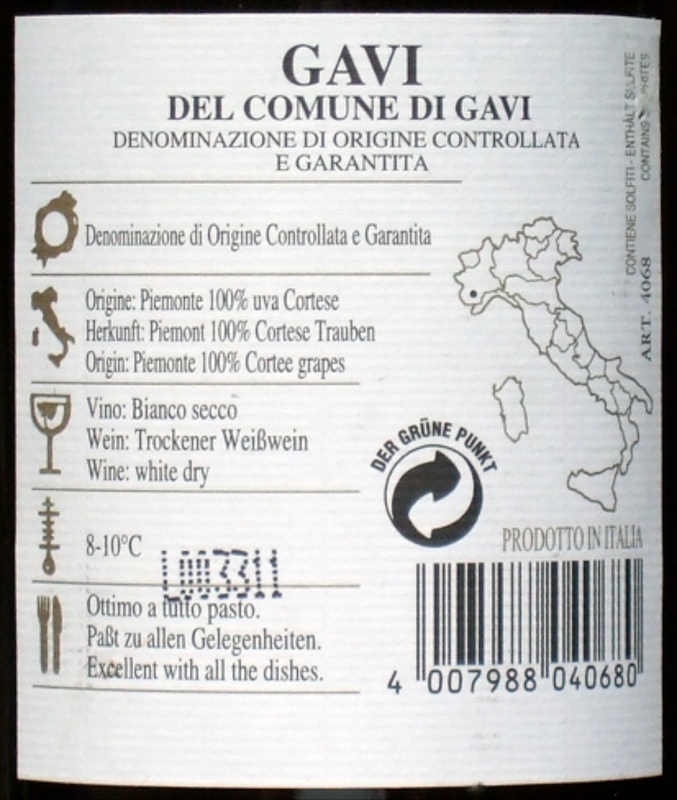 GAVI
DEL COMUNE DI GAVI
DENOMINAZIONE DI ORIGINE CONTROLLATA
E GARANTITA
Denominazione di Origine Controllata e Garantita
Origine: Piemonte 100% uva Cortese
Herkunft: Piemont 100% Cortese Trauben
Origin: Piemonte 100% Cortee grapes
Vino: Bianco secco
Wein: Trockener Weißwein
Wine: white dry
8-10°C
Ottimo a tutto pasto.
Paßt zu allen Gelegenheiten.
Excellent with all the dishes.
CONTIENE SOLFITI - ENTHÄLT SULFITE
CONTAINS SULPHITES
ART. 4068
DER GRÜNE PUNKT
PRODOTTO IN ITALIA
4 007988 040680